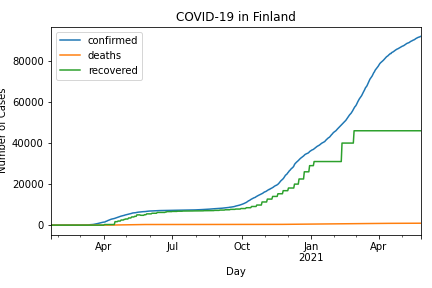 COVID-19 in Finland
confirmed
deaths
recovered
80000
60000
40000
20000
0
Number of Cases
Apr
Jul
Oct
Jan
2021
Apr
Day